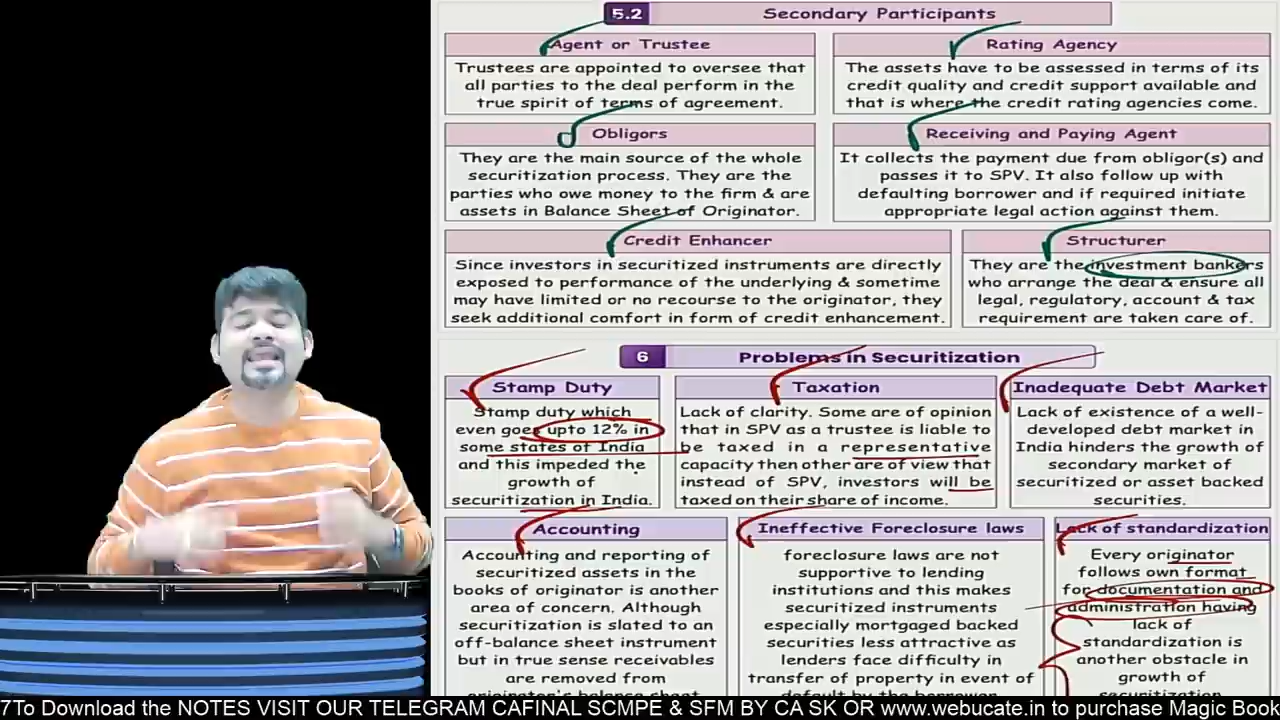 5.2 Secondary Participants
Agent or Trustee
Trustees are appointed to oversee that
all parties to the deal perform in the
true spirit of terms of agreement.
Rating Agency
The assets have to be assessed in terms of its
credit quality and credit support available and
that is where the credit rating agencies come.
Obligors
They are the main source of the whole
securitization process. They are the
parties who owe money to the firm & are
assets in Balance Sheet of Originator.
Receiving and Paying Agent
It collects the payment due from obligor(s) and
passes it to SPV. It also follow up with
defaulting borrower and if required initiate
appropriate legal action against them.
Credit Enhancer
Since investors in securitized instruments are directly
exposed to performance of the underlying & sometime
may have limited or no recourse to the originator, they
seek additional comfort in form of credit enhancement.
Structurer
They are the investment bankers
who arrange the deal & ensure all
legal, regulatory, account & tax
requirement are taken care of.
6 Problems in Securitization
Stamp Duty
Stamp duty which
even goes upto 12% in
some states of India
and this impeded the
growth of
securitization in India.
Taxation
Lack of clarity. Some are of opinion
that in SPV as a trustee is liable to
be taxed in a representative
capacity then other are of view that
instead of SPV, investors will be
taxed on their share of income.
Inadequate Debt Market
Lack of existence of a well-
developed debt market in
India hinders the growth of
secondary market of
securitized or asset backed
securities.
Accounting
Accounting and reporting of
securitized assets in the
books of originator is another
area of concern. Although
securitization is slated to an
off-balance sheet instrument
but in true sense receivables
are removed from
originator's balance sheet
Ineffective Foreclosure laws
foreclosure laws are not
supportive to lending
institutions and this makes
securitized instruments
especially mortgaged backed
securities less attractive as
lenders face difficulty in
transfer of property in event of
default by the borrower
Lack of standardization
Every originator
follows own format
for documentation and
administration having
lack of
standardization is
another obstacle in
growth of
securitization
7To Download the NOTES VISIT OUR TELEGRAM CAFINAL SCMPE & SFM BY CA SK OR www.webucate.in to purchase Magic Book